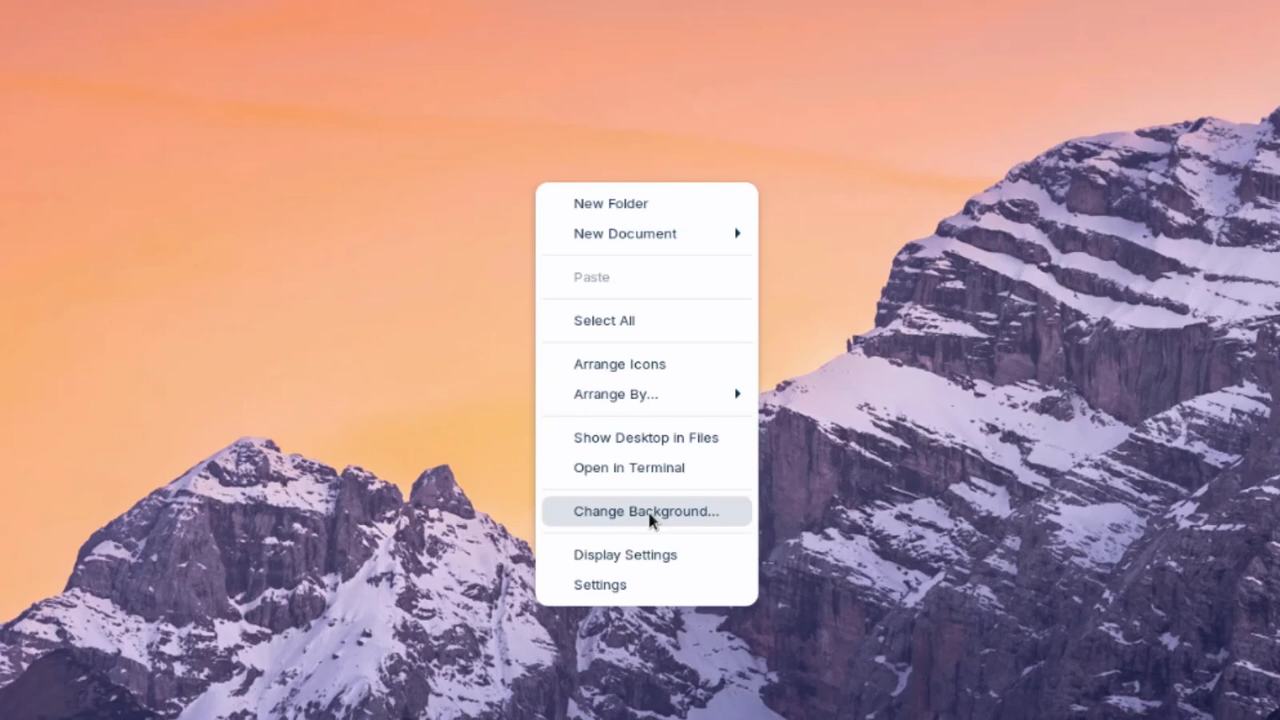 New Folder
New Document
Paste
Select All
Arrange Icons
Arrange By...
Show Desktop in Files
Open in Terminal
Change Background...
Display Settings
Settings